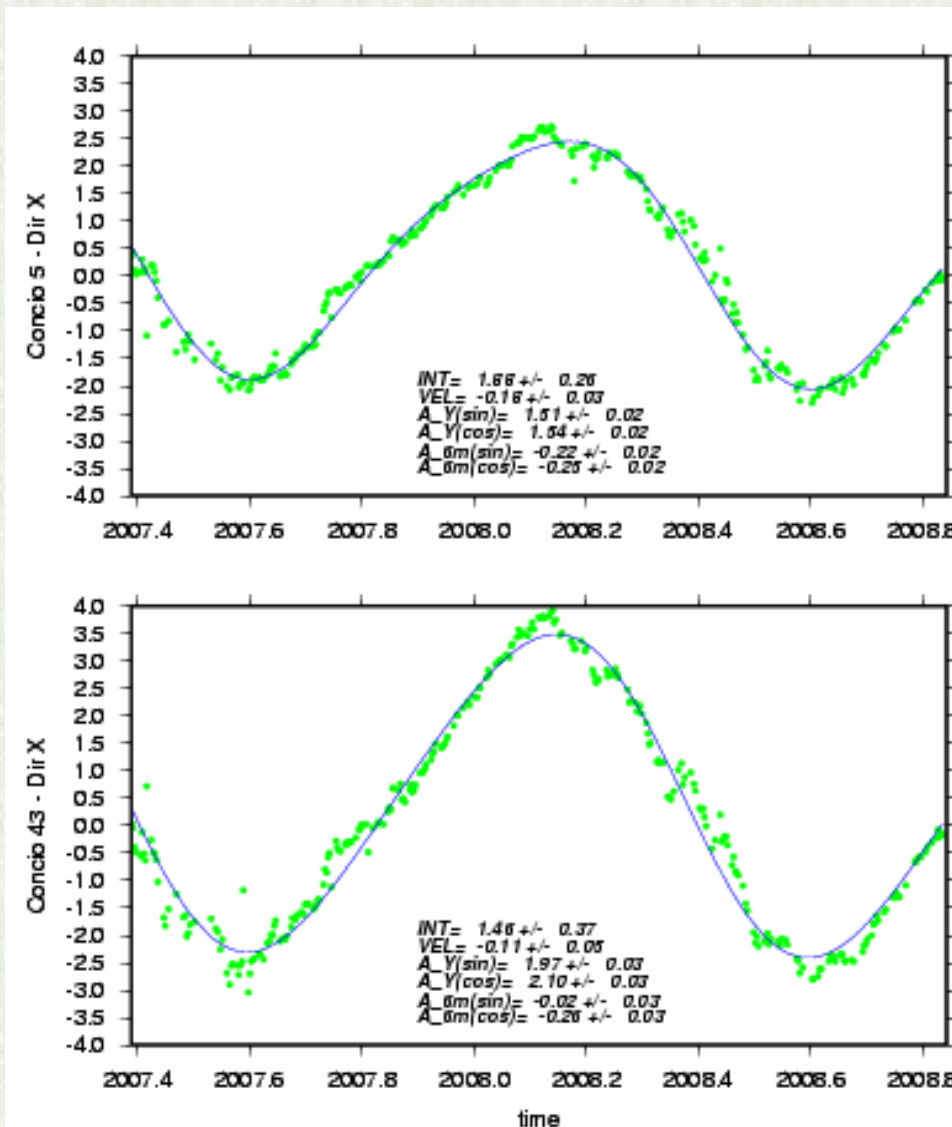 4.0
3.5
3.0
2.5
2.0
1.5
1.0
0.5
0.0
-0.5
-1.0
-1.5
-2.0
-2.5
-3.0
-3.5
-4.0
Concio 5 - Dir X
INT= 1.66 +/- 0.26
VEL= -0.16 +/- 0.03
A_Y(sin)= 1.51 +/- 0.02
A_Y(cos)= 1.54 +/- 0.02
A_6m(sin)= -0.22 +/- 0.02
A_6m(cos)= -0.25 +/- 0.02
2007.4 2007.6 2007.8 2008.0 2008.2 2008.4 2008.6 2008.8
4.0
3.5
3.0
2.5
2.0
1.5
1.0
0.5
0.0
-0.5
-1.0
-1.5
-2.0
-2.5
-3.0
-3.5
-4.0
Concio 43 - Dir X
INT= 1.46 +/- 0.37
VEL= -0.11 +/- 0.05
A_Y(sin)= 1.97 +/- 0.03
A_Y(cos)= 2.10 +/- 0.03
A_6m(sin)= -0.02 +/- 0.03
A_6m(cos)= -0.26 +/- 0.03
2007.4 2007.6 2007.8 2008.0 2008.2 2008.4 2008.6 2008.8
time